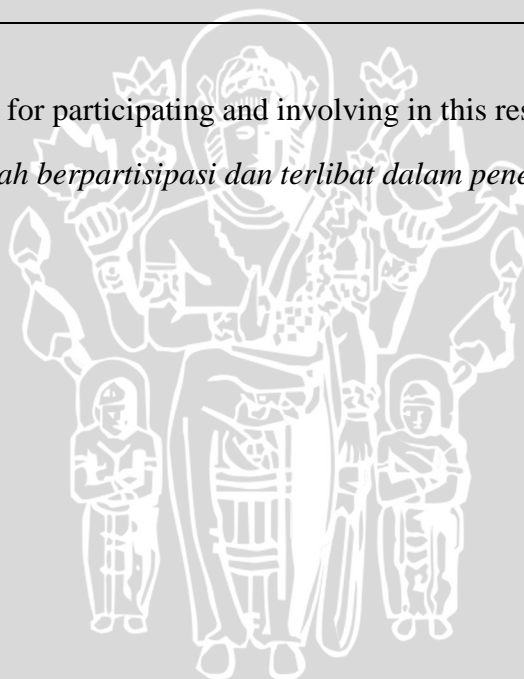 for participating and involving in this res
ah berpartisipasi dan terlibat dalam pene